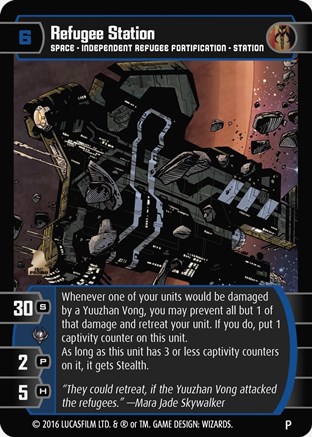 6
Refugee Station
SPACE - INDEPENDENT REFUGEE FORTIFICATION - STATION
30 S
2 P
5 H
Whenever one of your units would be damaged
by a Yuuzhan Vong, you may prevent all but 1 of
that damage and retreat your unit. If you do, put 1
captivity counter on this unit.
As long as this unit has 3 or less captivity counters
on it, it gets Stealth.
“They could retreat, if the Yuuzhan Vong attacked
the refugees.” —Mara Jade Skywalker
© 2016 LUCASFILM LTD. & ® or TM. GAME DESIGN: WIZARDS.
P